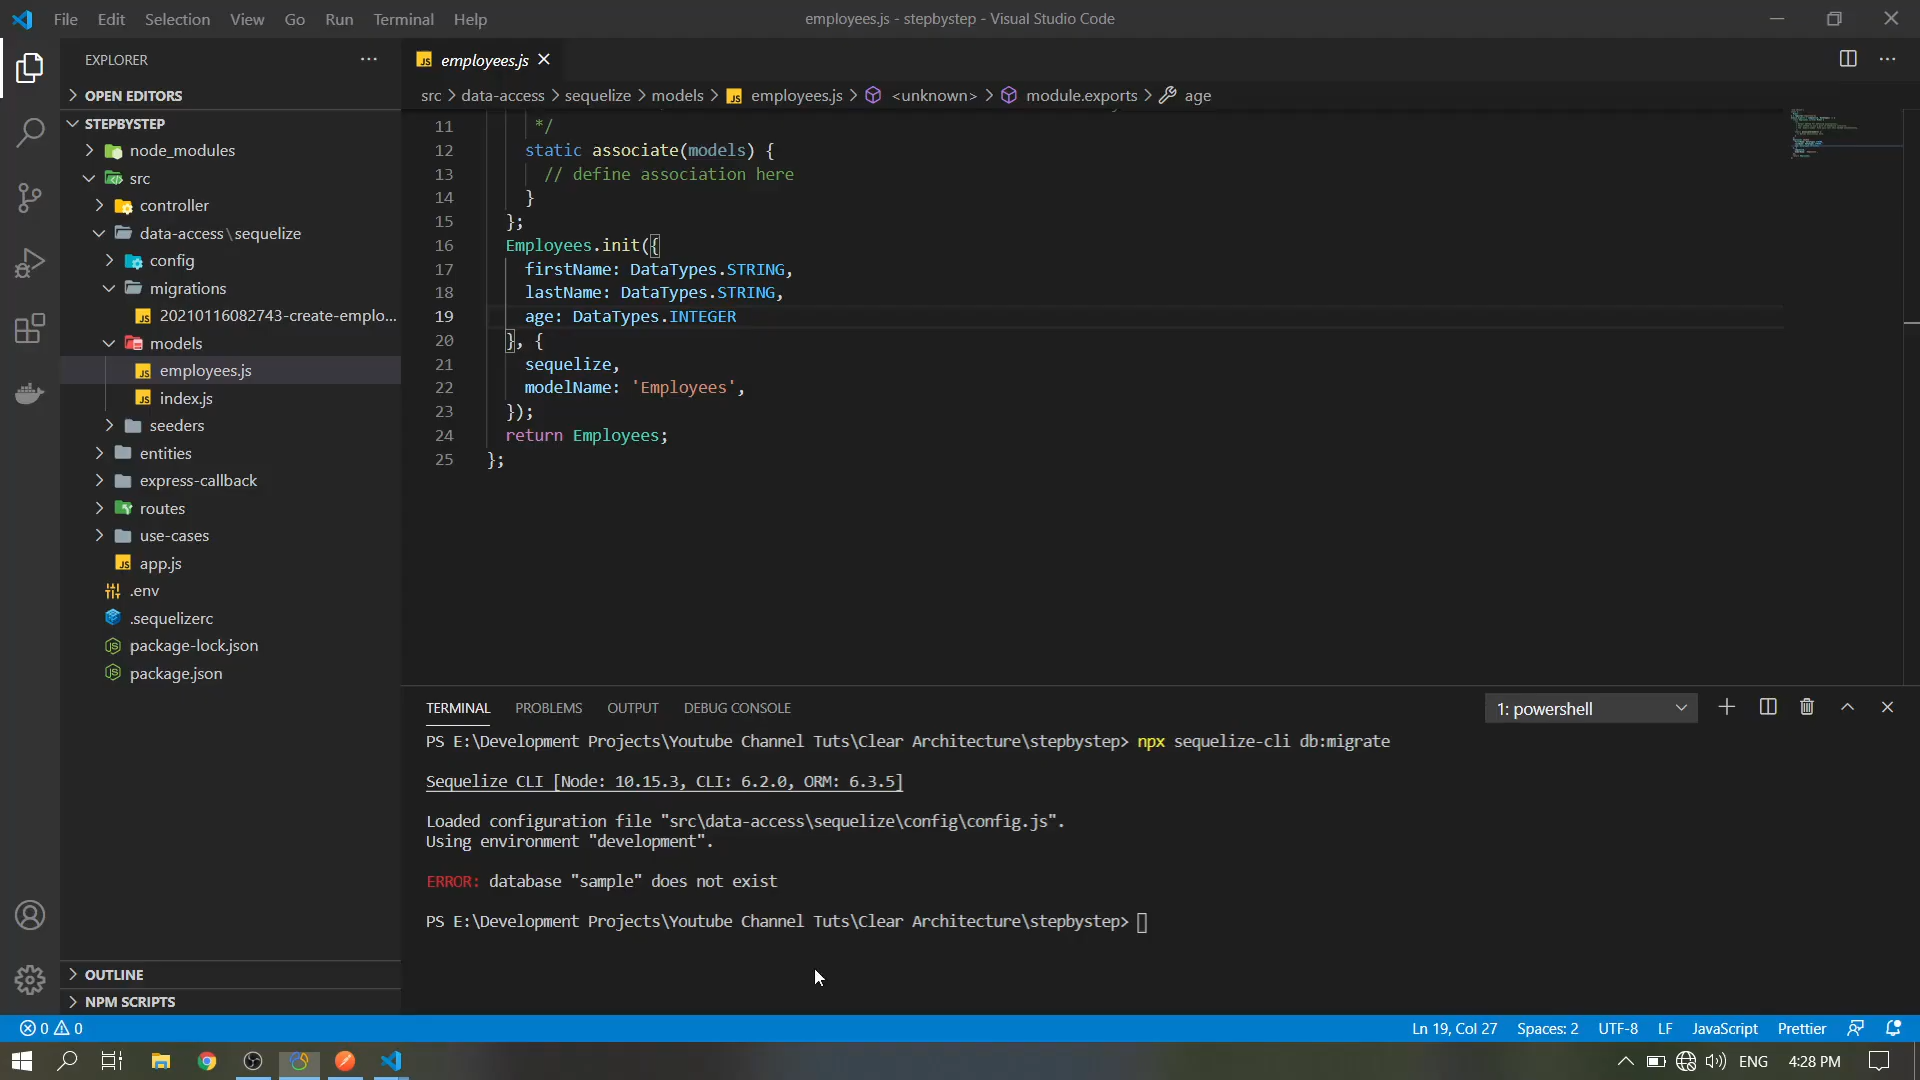 File Edit Selection View Go Run Terminal Help
employees.js - stepbystep - Visual Studio Code
EXPLORER
OPEN EDITORS
STEPBYSTEP
node_modules
src
controller
data-access\sequelize
config
migrations
20210116082743-create-emplo...
models
employees.js
index.js
seeders
entities
express-callback
routes
use-cases
app.js
.env
.sequelizerc
package-lock.json
package.json
OUTLINE
NPM SCRIPTS
employees.js
src > data-access > sequelize > models > employees.js > <unknown> > module.exports > age
11 */
12 static associate(models) {
13 // define association here
14 }
15 };
16 Employees.init({
17 firstName: DataTypes.STRING,
18 lastName: DataTypes.STRING,
19 age: DataTypes.INTEGER
20 }, {
21 sequelize,
22 modelName: 'Employees',
23 });
24 return Employees;
25 };
TERMINAL PROBLEMS OUTPUT DEBUG CONSOLE
1: powershell
PS E:\Development Projects\Youtube Channel Tuts\Clear Architecture\stepbystep> npx sequelize-cli db:migrate
Sequelize CLI [Node: 10.15.3, CLI: 6.2.0, ORM: 6.3.5]
Loaded configuration file "src\data-access\sequelize\config\config.js".
Using environment "development".
ERROR: database "sample" does not exist
PS E:\Development Projects\Youtube Channel Tuts\Clear Architecture\stepbystep>
0 0
Ln 19, Col 27 Spaces: 2 UTF-8 LF JavaScript Prettier
ENG 4:28 PM